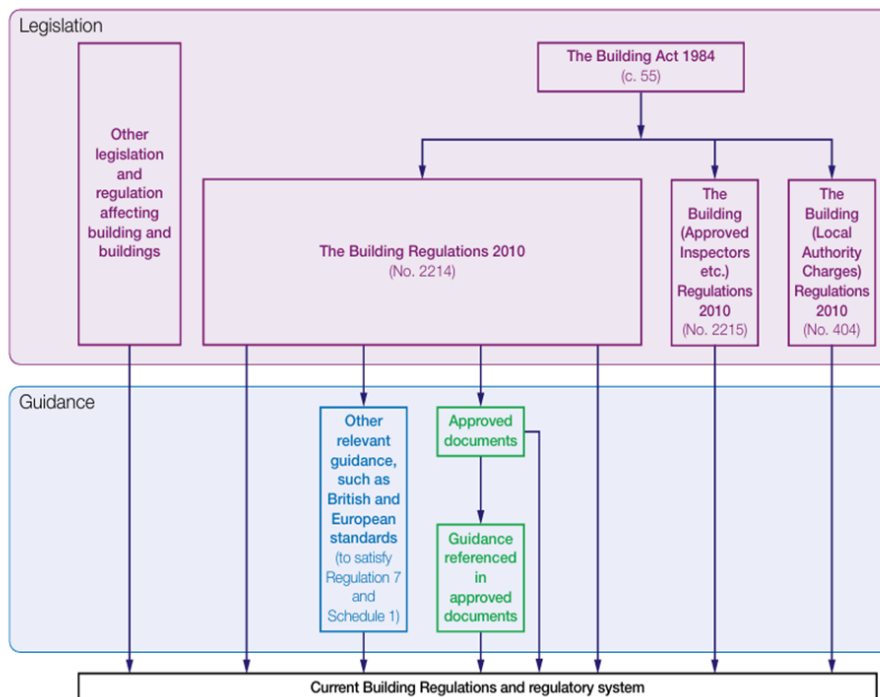 Legislation
The Building Act 1984
(c. 55)
Other
legislation
and
regulation
affecting
building and
buildings
The Building Regulations 2010
(No. 2214)
The
Building
(Approved
Inspectors
etc.)
Regulations
2010
(No. 2215)
The
Building
(Local
Authority
Charges)
Regulations
2010
(No. 404)
Guidance
Other
relevant
guidance,
such as
British and
European
standards
(to satisfy
Regulation 7
and
Schedule 1)
Approved
documents
Guidance
referenced
in
approved
documents
Current Building Regulations and regulatory system